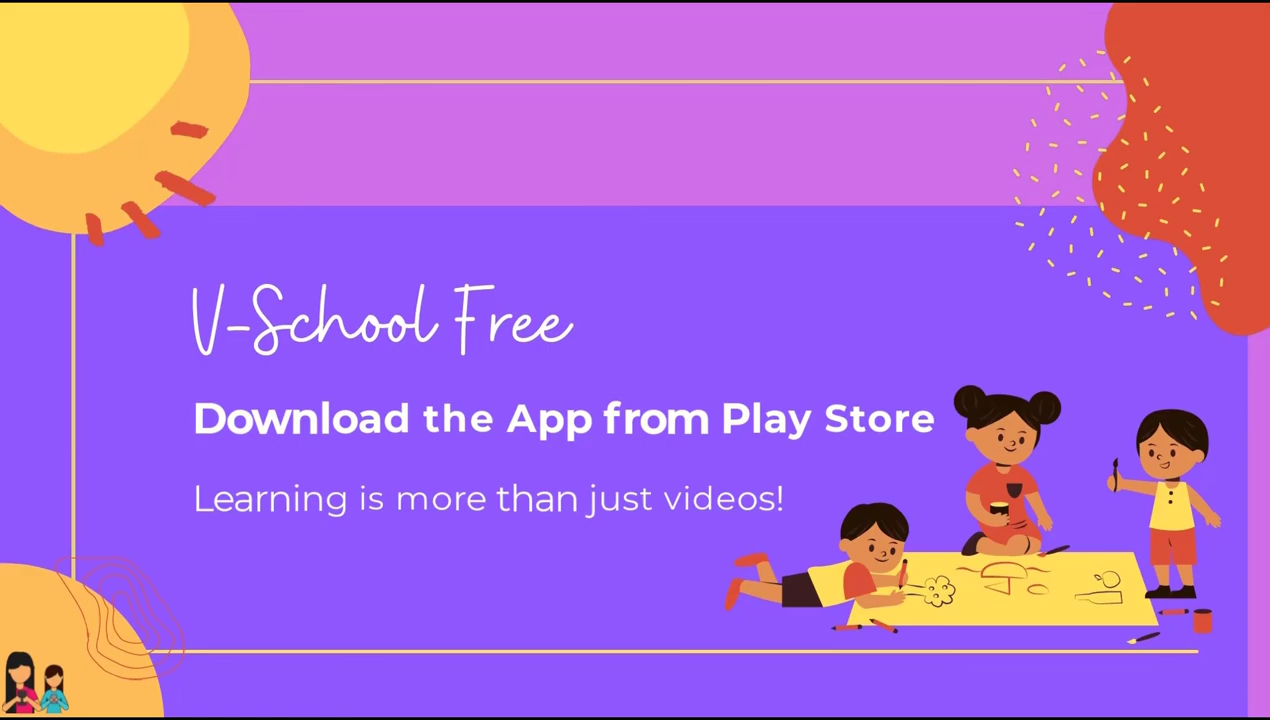 V-School Free
Download the App from Play Store
Learning is more than just videos!